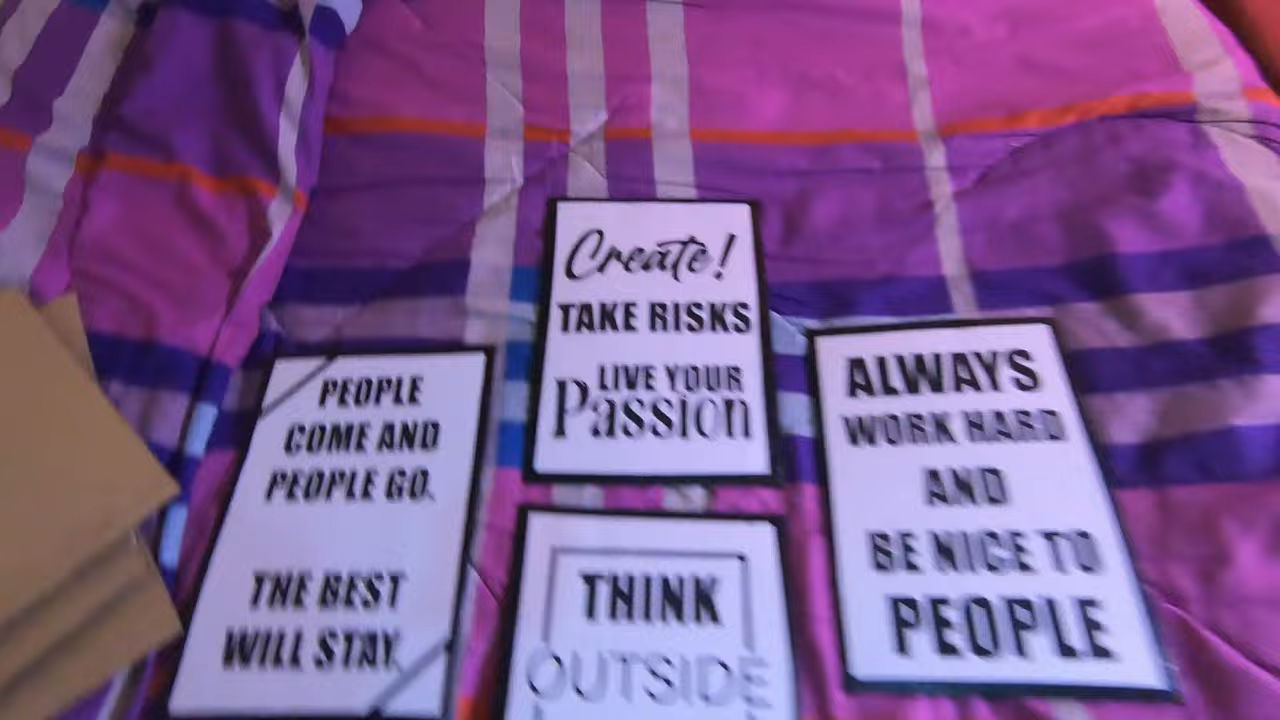 Create!
TAKE RISKS
LIVE YOUR
Passion
PEOPLE
COME AND
PEOPLE GO.
THE BEST
WILL STAY.
THINK
OUTSIDE
ALWAYS
WORK HARD
AND
BE NICE TO
PEOPLE